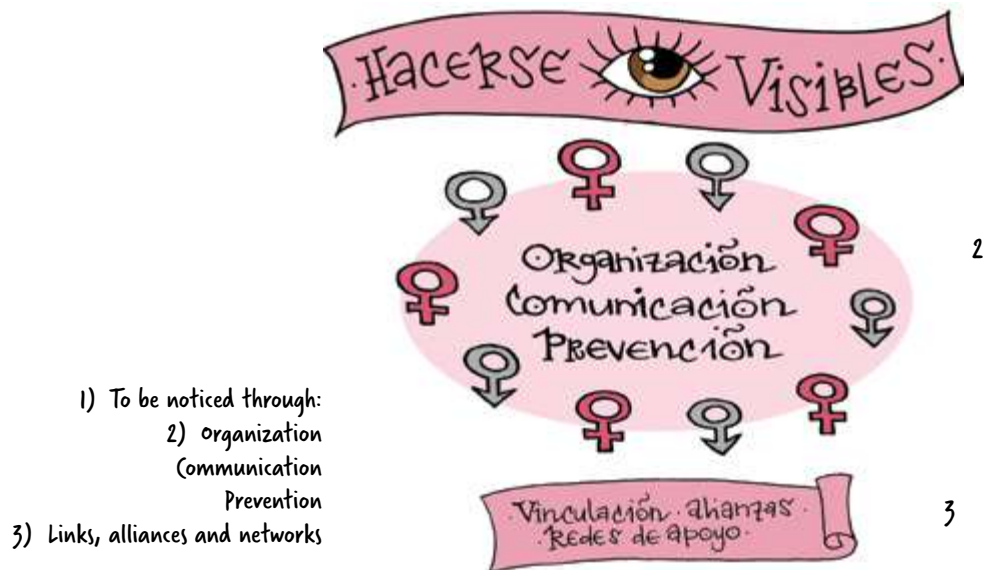 ·HacERSE VisiBLES·
2
ORganización
comunicación
PREVENCIÓN
1) To be noticed through:
2) Organization
Communication
Prevention
3) Links, alliances and networks
·Vinculación·alianzas·
·REdES dE apoyo·
3